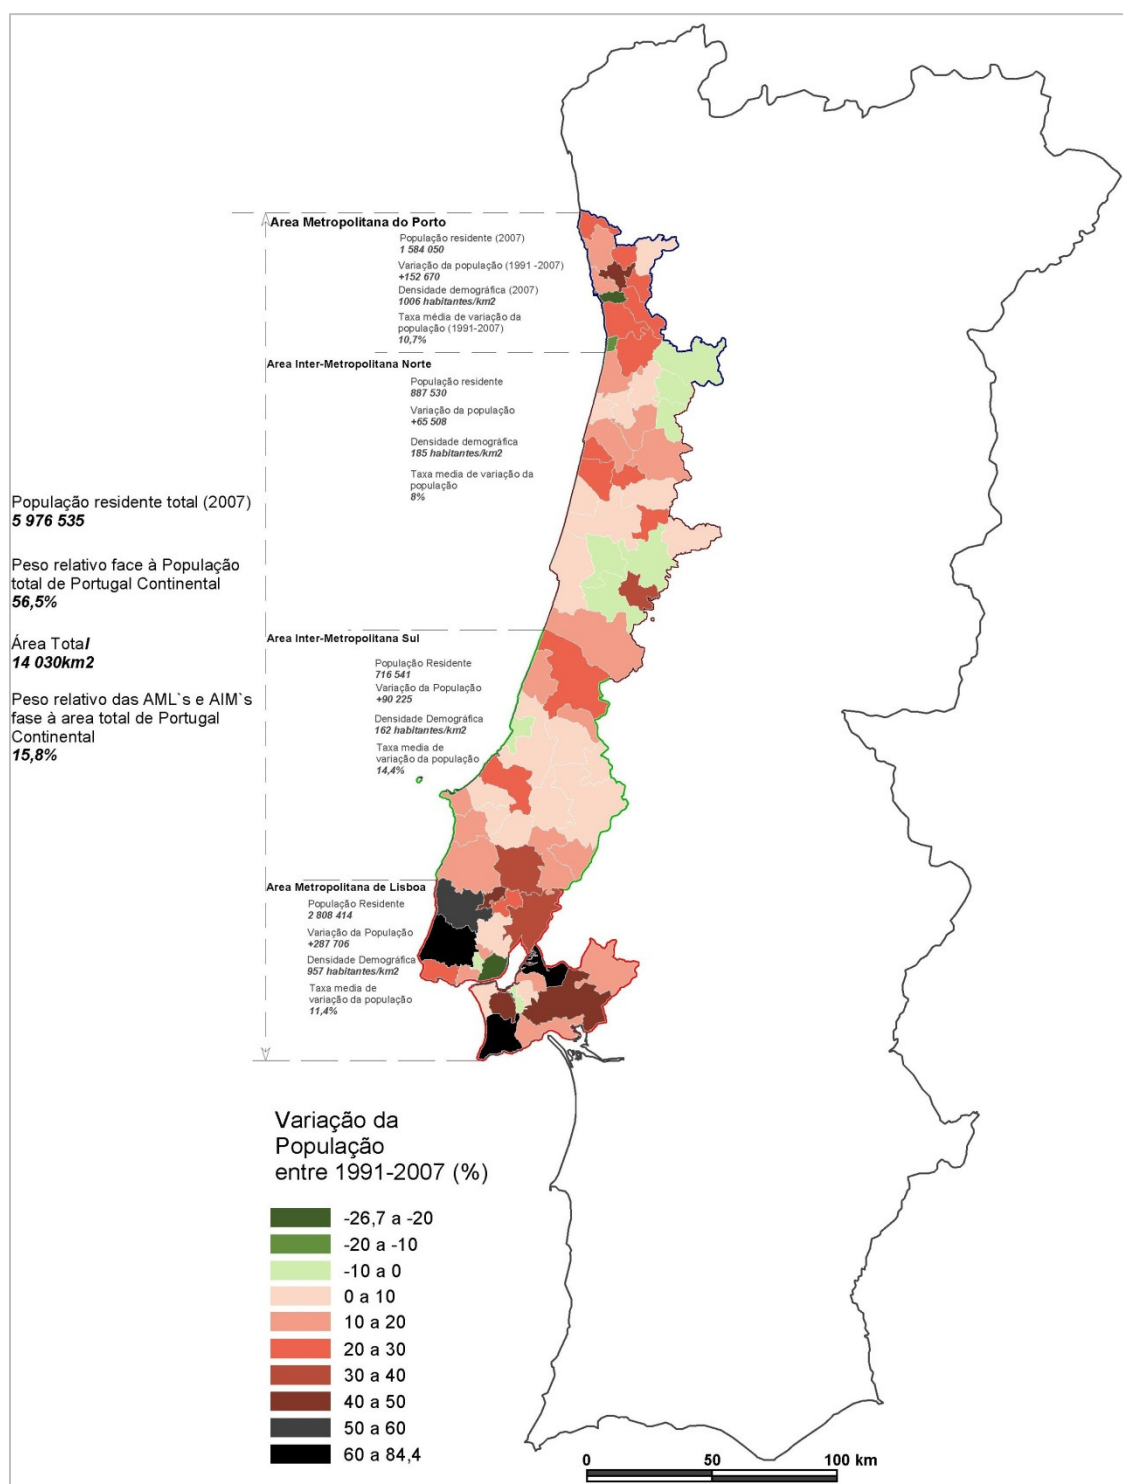 Area Metropolitana do Porto
População residente (2007)
1 584 050
Variação da população (1991 -2007)
+152 670
Densidade demográfica (2007)
1006 habitantes/km2
Taxa média de variação da
população (1991-2007)
10,7%
Area Inter-Metropolitana Norte
População residente
887 530
Variação da população
+65 508
Densidade demográfica
185 habitantes/km2
Taxa media de variação da
população
8%
População residente total (2007)
5 976 535
Peso relativo face à População
total de Portugal Continental
56,5%
Área Total
14 030km2
Peso relativo das AML`s e AIM`s
fase à area total de Portugal
Continental
15,8%
Area Inter-Metropolitana Sul
População Residente
716 541
Variação da População
+90 225
Densidade Demográfica
162 habitantes/km2
Taxa media de
variação da população
14,4%
Area Metropolitana de Lisboa
População Residente
2 808 414
Variação da População
+287 706
Densidade Demográfica
957 habitantes/km2
Taxa media de
variação da população
11,4%
Variação da
População
entre 1991-2007 (%)
-26,7 a -20
-20 a -10
-10 a 0
0 a 10
10 a 20
20 a 30
30 a 40
40 a 50
50 a 60
60 a 84,4
0 50 100 km